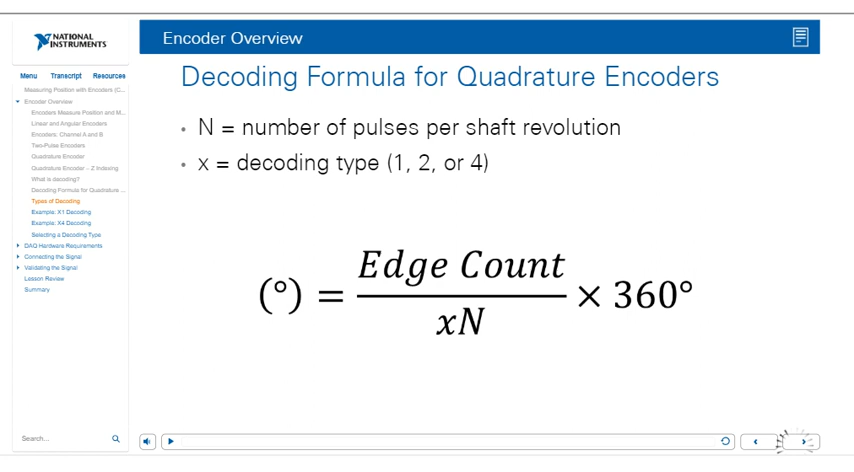 NATIONAL
INSTRUMENTS
Encoder Overview
Menu Transcript Resources
Measuring Position with Encoders (C...
Encoder Overview
Encoders Measure Position and M...
Linear and Angular Encoders
Encoders: Channel A and B
Two-Pulse Encoders
Quadrature Encoder
Quadrature Encoder – Z Indexing
What is decoding?
Decoding Formula for Quadrature ...
Types of Decoding
Example: X1 Decoding
Example: X4 Decoding
Selecting a Decoding Type
DAQ Hardware Requirements
Connecting the Signal
Validating the Signal
Lesson Review
Summary
Search...
Decoding Formula for Quadrature Encoders
• N = number of pulses per shaft revolution
• x = decoding type (1, 2, or 4)
(°) = Edge Count / xN × 360°